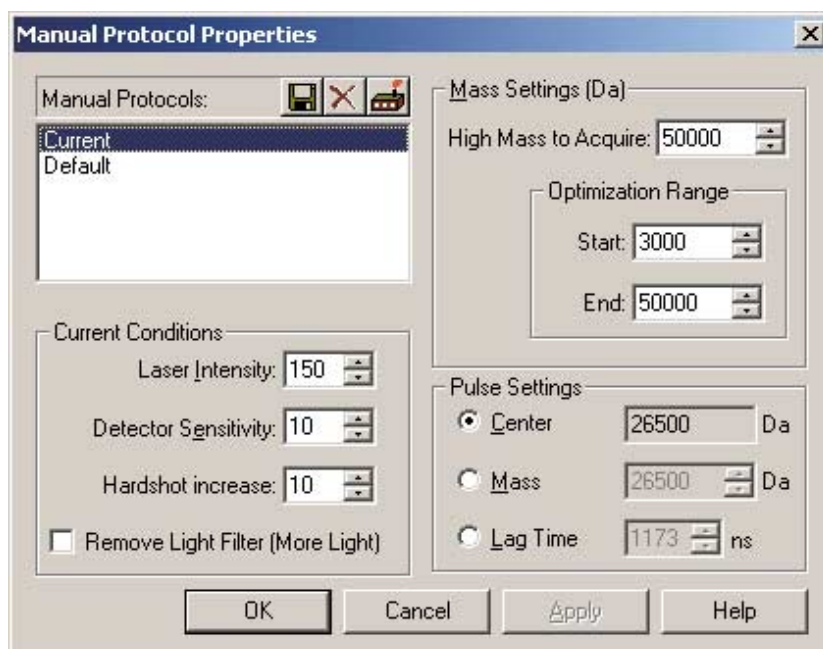 Manual Protocol Properties
Manual Protocols:
Current
Default
Current Conditions
Laser Intensity: 150
Detector Sensitivity: 10
Hardshot increase: 10
Remove Light Filter (More Light)
Mass Settings (Da)
High Mass to Acquire: 50000
Optimization Range
Start: 3000
End: 50000
Pulse Settings
Center 26500 Da
Mass 26500 Da
Lag Time 1173 ns
OK Cancel Apply Help